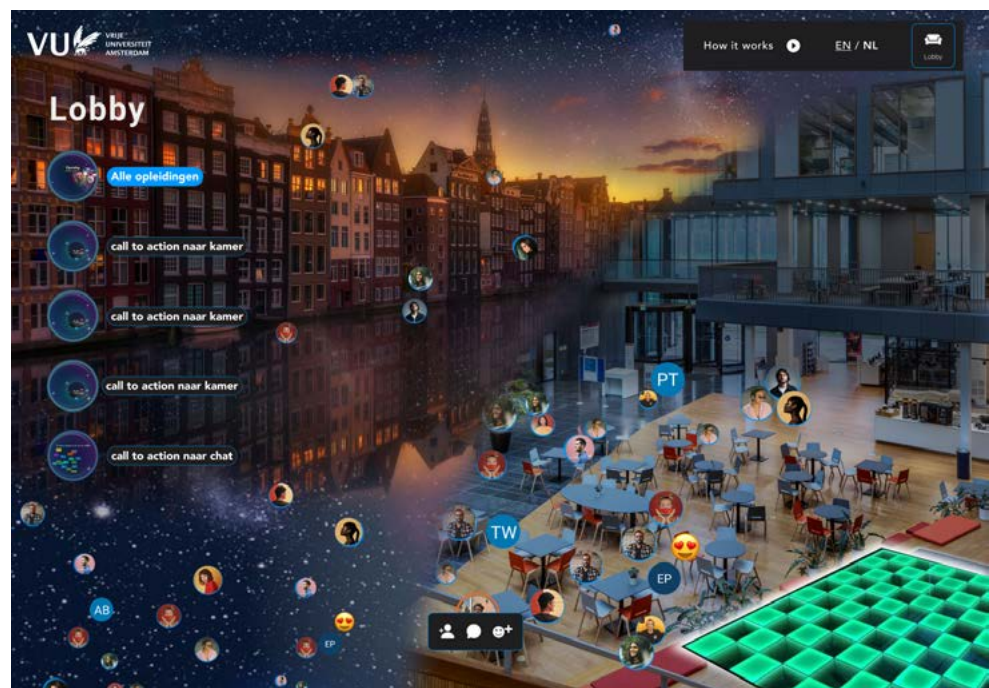 VU
VRIJE
UNIVERSITEIT
AMSTERDAM
How it works
EN / NL
Lobby
Lobby
Alle opleidingen
call to action naar kamer
call to action naar kamer
call to action naar kamer
call to action naar chat
PT
TW
EP
AB
EP